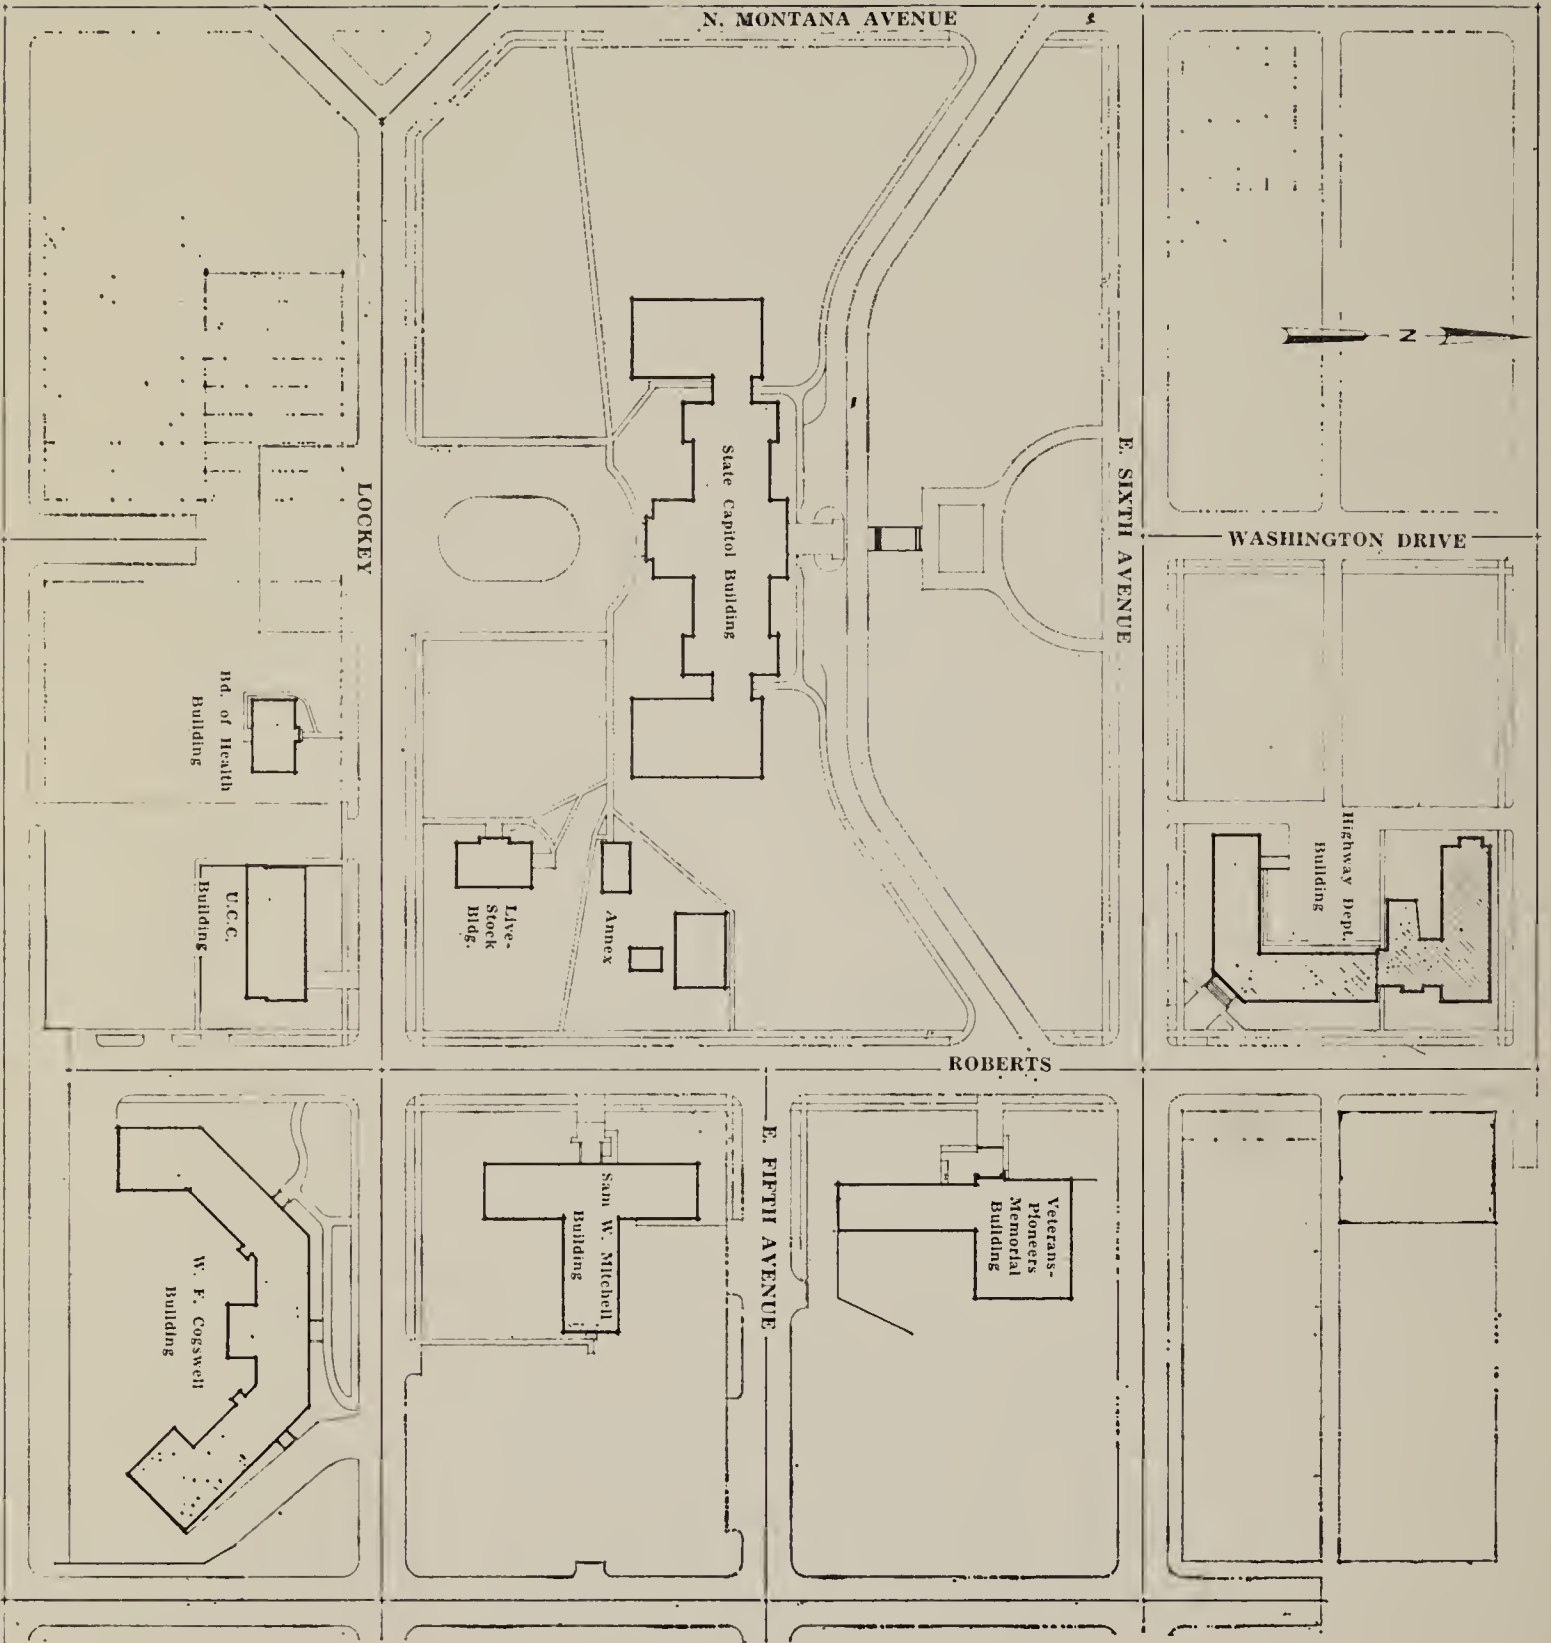 N. MONTANA AVENUE
N
E. SIXTH AVENUE
WASHINGTON DRIVE
LOCKEY
State Capitol Building
Bd. of Health
Building
U.C.C.
Building
Live-
Stock
Bldg.
Annex
Highway Dept.
Building
ROBERTS
E. FIFTH AVENUE
Sam W. Mitchell
Building
Veterans-
Pioneers
Memorial
Building
W. F. Cogswell
Building